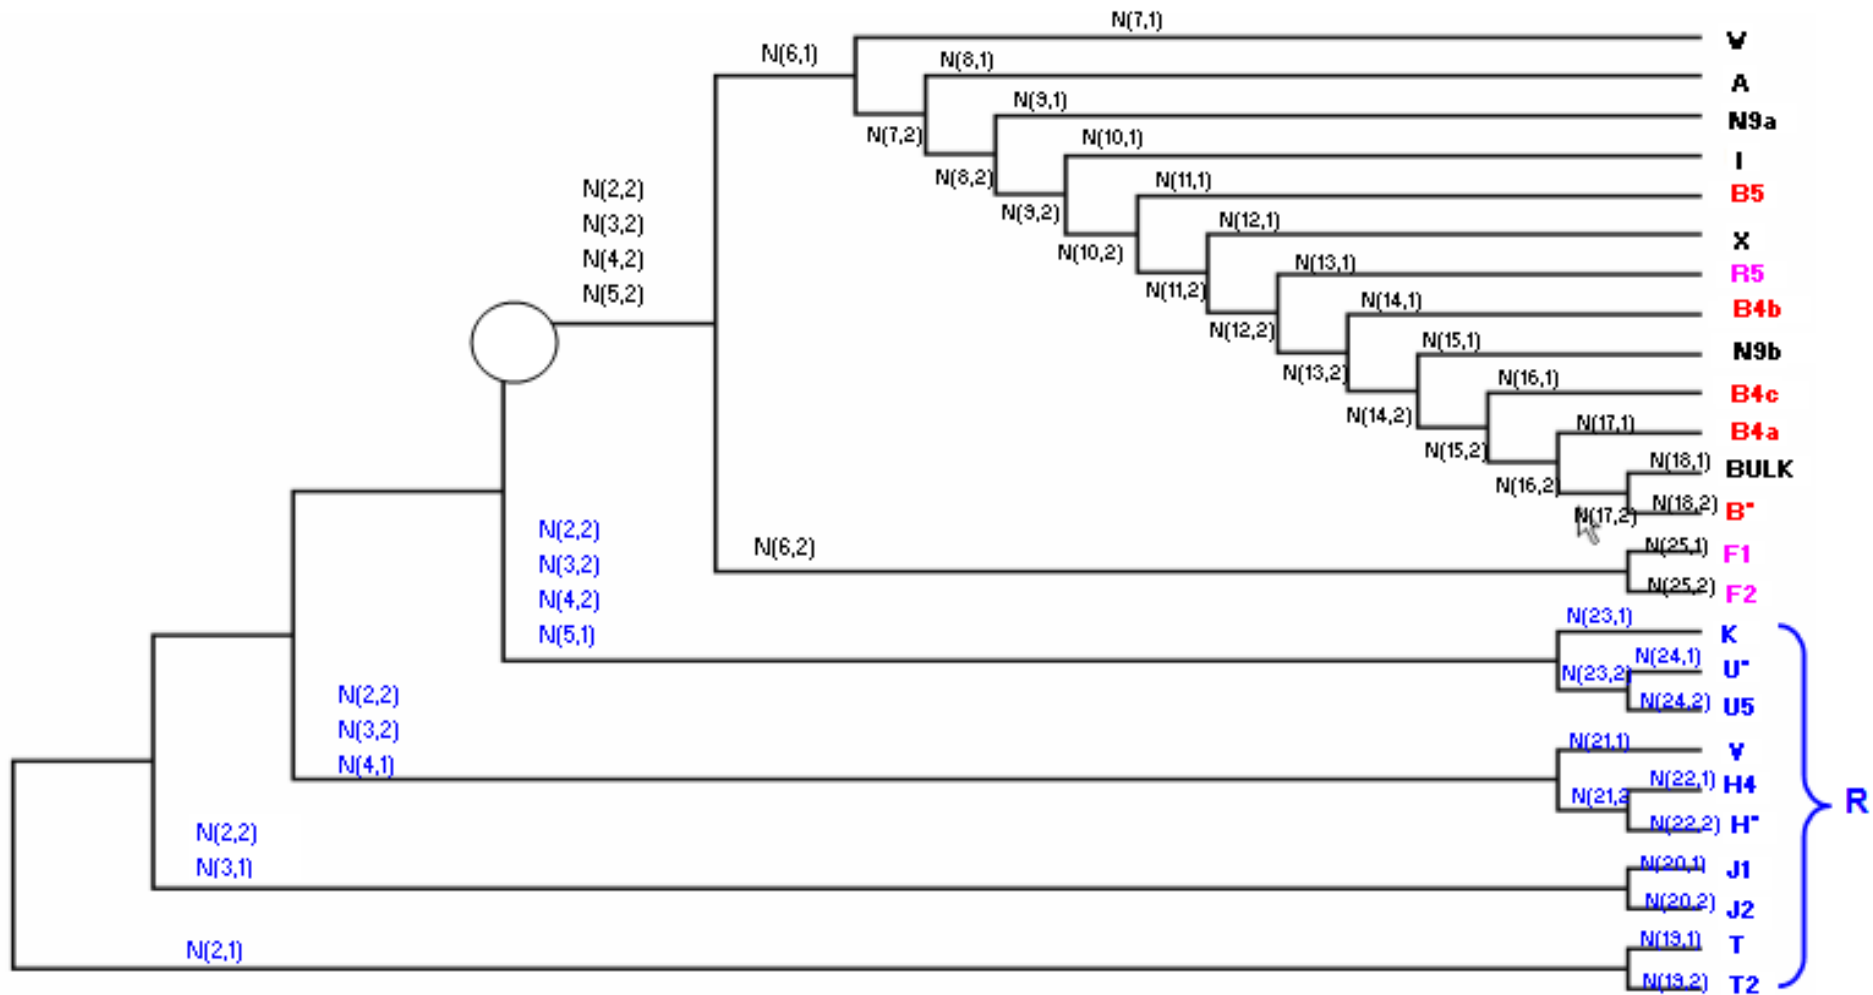 N(7,1)
W
N(6,1)
N(8,1)
A
N(9,1)
N9a
N(7,2)
N(10,1)
I
N(8,2)
N(11,1)
B5
N(2,2)
N(9,2)
N(12,1)
X
N(3,2)
N(10,2)
N(13,1)
R5
N(4,2)
N(11,2)
N(14,1)
B4b
N(5,2)
N(12,2)
N(15,1)
N9b
N(13,2)
N(16,1)
B4c
N(14,2)
N(17,1)
B4a
N(15,2)
N(18,1)
BULK
N(16,2)
N(18,2)
B*
N(17,2)
N(2,2)
N(6,2)
N(25,1)
F1
N(3,2)
N(25,2)
F2
N(4,2)
N(23,1)
K
N(5,1)
N(24,1)
U*
N(23,2)
N(24,2)
U5
N(2,2)
N(21,1)
V
N(3,2)
N(22,1)
H4
N(4,1)
N(21,2
N(22,2)
H*
R
N(2,2)
N(20,1)
J1
N(3,1)
N(20,2)
J2
N(2,1)
N(19,1)
T
N(19,2)
T2